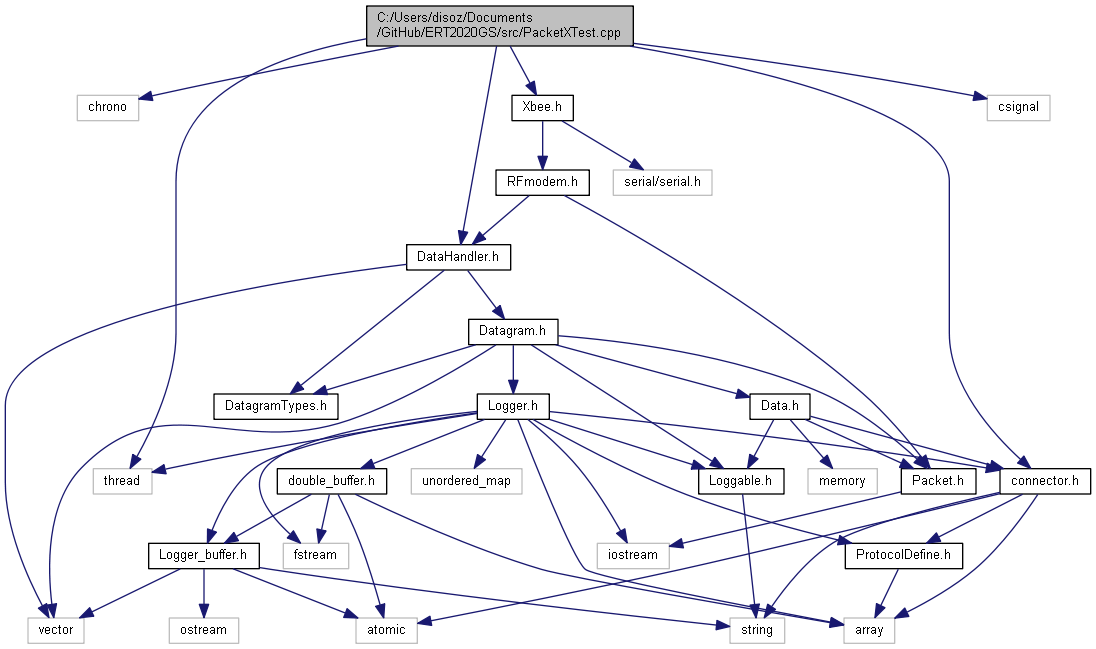 C:/Users/disoz/Documents
/GitHub/ERT2020GS/src/PacketXTest.cpp
chrono
Xbee.h
csignal
RFmodem.h
serial/serial.h
DataHandler.h
Datagram.h
DatagramTypes.h
Logger.h
Data.h
thread
double_buffer.h
unordered_map
Loggable.h
memory
Packet.h
connector.h
Logger_buffer.h
fstream
iostream
ProtocolDefine.h
vector
ostream
atomic
string
array